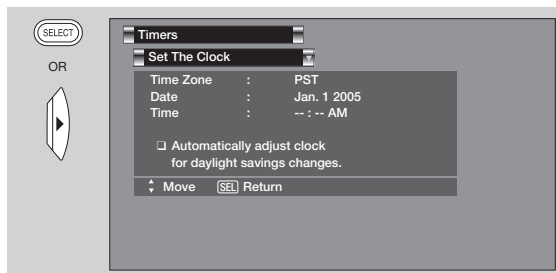 SELECT
OR
Timers
Set The Clock
Time Zone : PST
Date : Jan. 1 2005
Time : -- : -- AM
❏ Automatically adjust clock
for daylight savings changes.
Move SEL Return